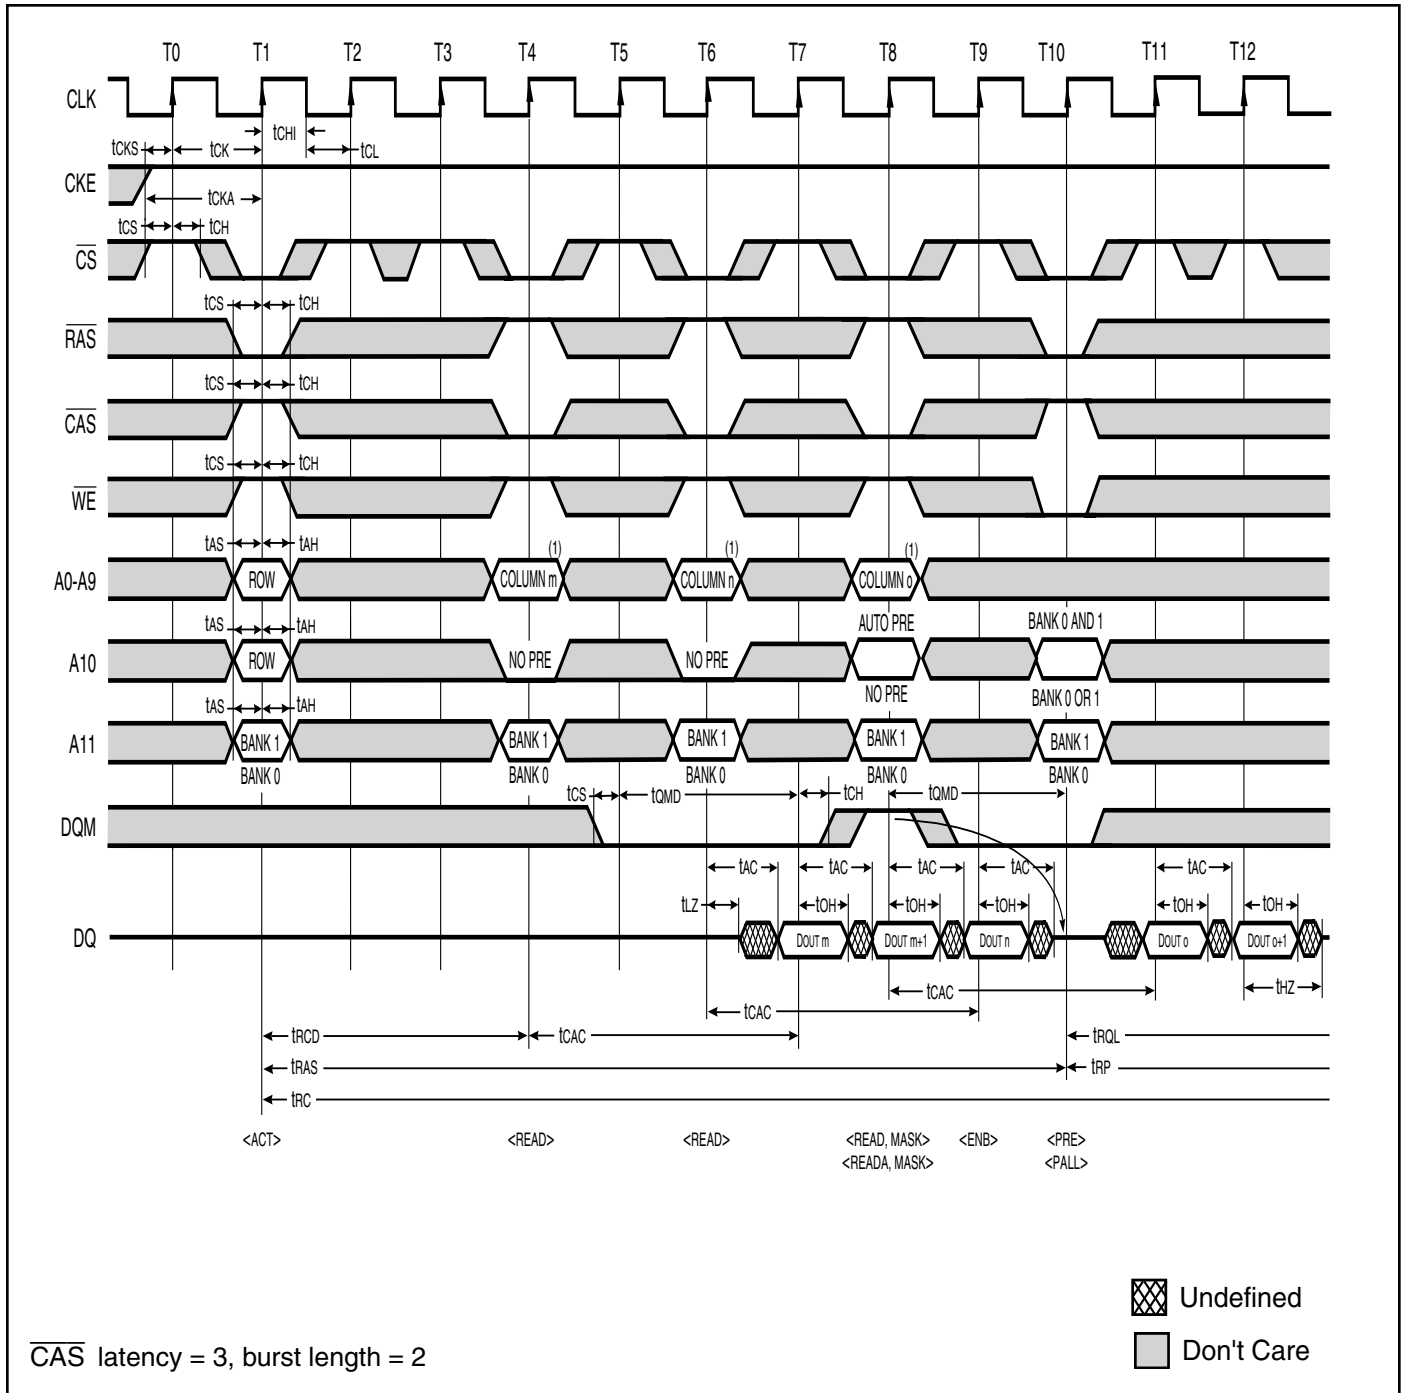 T0 T1 T2 T3 T4 T5 T6 T7 T8 T9 T10 T11 T12
CLK
tCHI
tCKS tCK tCL
CKE
tCKA
tCS tCH
CS
tCS tCH
RAS
tCS tCH
CAS
tCS tCH
WE
tAS tAH (1) (1) (1)
A0-A9 ROW COLUMN m COLUMN n COLUMN o
tAS tAH AUTO PRE BANK 0 AND 1
A10 ROW NO PRE NO PRE
NO PRE BANK 0 OR 1
tAS tAH
A11 BANK 1 BANK 1 BANK 1 BANK 1 BANK 1
BANK 0 BANK 0 BANK 0 BANK 0 BANK 0
tCS tQMD tCH tQMD
DQM
tAC tAC tAC tAC tAC
tLZ tOH tOH tOH tOH tOH
DQ DOUT m DOUT m+1 DOUT n DOUT o DOUT o+1
tCAC tHZ
tCAC
tRCD tCAC tRQL
tRAS tRP
tRC
<ACT> <READ> <READ> <READ, MASK> <ENB> <PRE>
<READA, MASK> <PALL>
Undefined
Don't Care
CAS latency = 3, burst length = 2